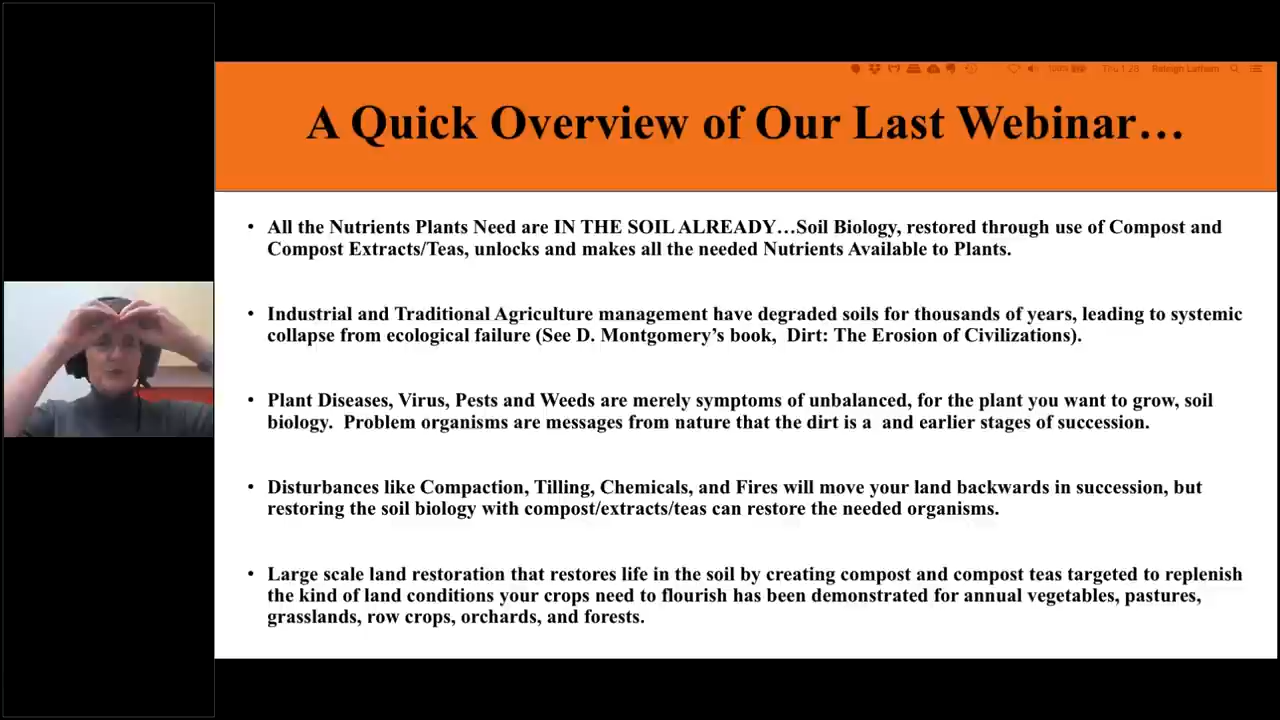 100% Thu 1:28 Raleigh Latham
A Quick Overview of Our Last Webinar…
• All the Nutrients Plants Need are IN THE SOIL ALREADY…Soil Biology, restored through use of Compost and
Compost Extracts/Teas, unlocks and makes all the needed Nutrients Available to Plants.
• Industrial and Traditional Agriculture management have degraded soils for thousands of years, leading to systemic
collapse from ecological failure (See D. Montgomery’s book,  Dirt: The Erosion of Civilizations).
• Plant Diseases, Virus, Pests and Weeds are merely symptoms of unbalanced, for the plant you want to grow, soil
biology.  Problem organisms are messages from nature that the dirt is a  and earlier stages of succession.
• Disturbances like Compaction, Tilling, Chemicals, and Fires will move your land backwards in succession, but
restoring the soil biology with compost/extracts/teas can restore the needed organisms.
• Large scale land restoration that restores life in the soil by creating compost and compost teas targeted to replenish
the kind of land conditions your crops need to flourish has been demonstrated for annual vegetables, pastures,
grasslands, row crops, orchards, and forests.